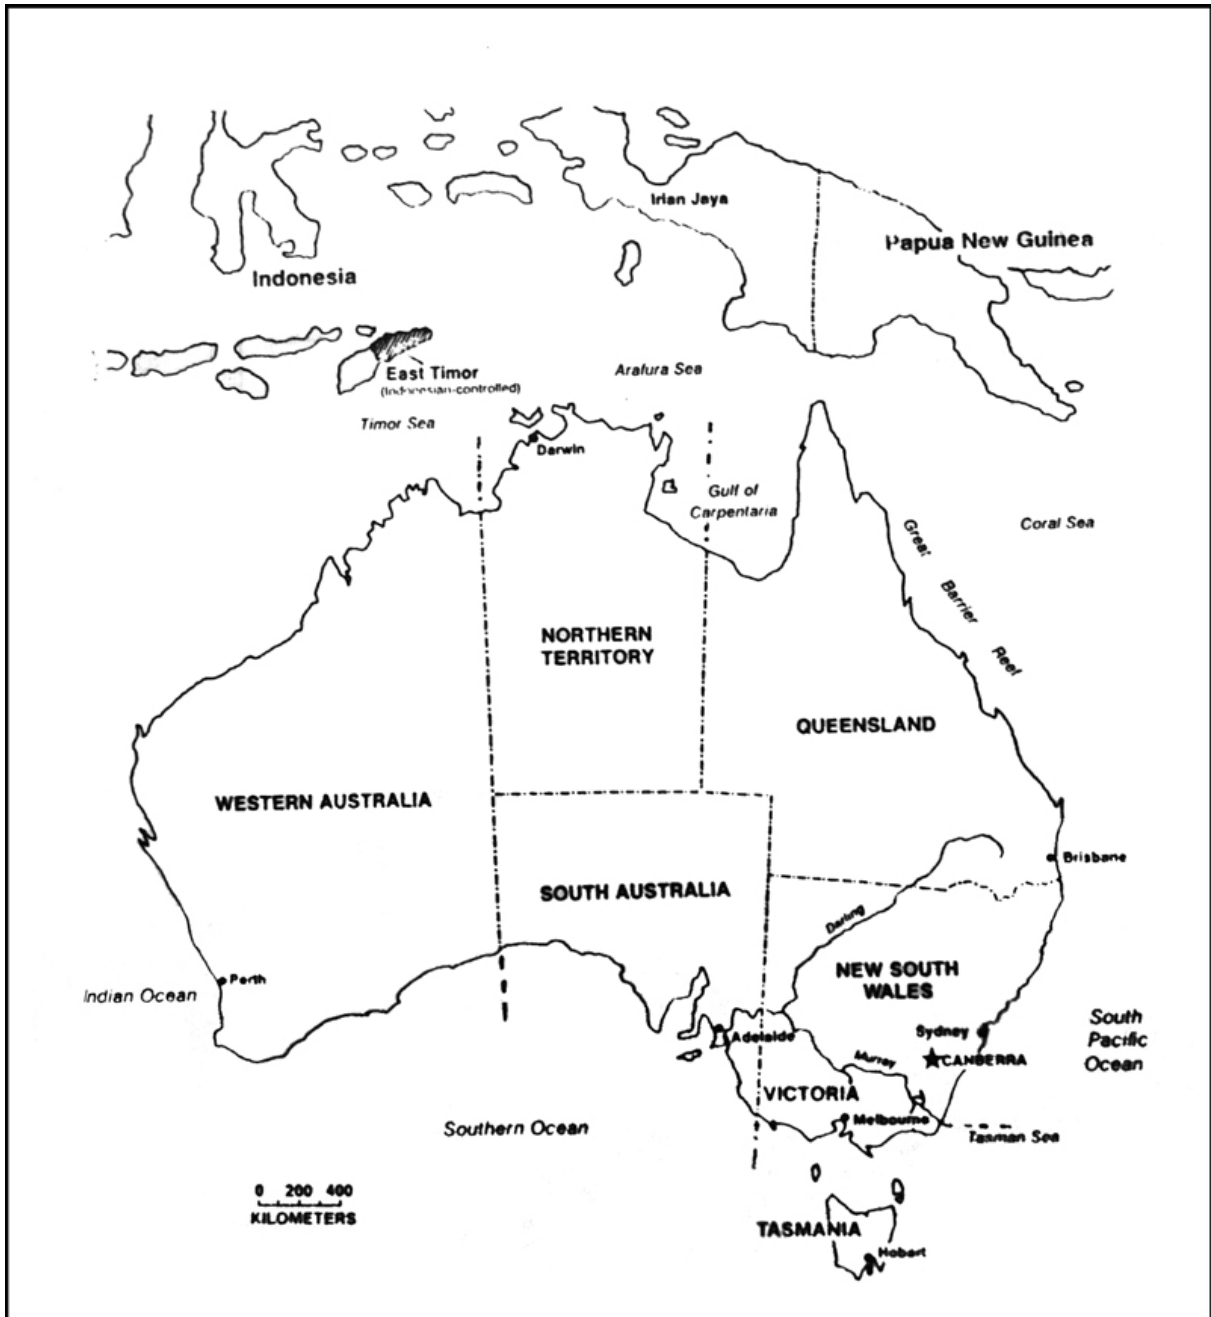 Irian Jaya
Papua New Guinea
Indonesia
East Timor
(Indonesian-controlled)
Arafura Sea
Timor Sea
Darwin
Gulf of
Carpentaria
Coral Sea
Great
Barrier
Reef
NORTHERN
TERRITORY
QUEENSLAND
WESTERN AUSTRALIA
Brisbane
SOUTH AUSTRALIA
Darling
NEW SOUTH
WALES
Perth
Indian Ocean
South
Pacific
Ocean
Sydney
Adelaide
CANBERRA
Murray
VICTORIA
Melbourne
Southern Ocean
Tasman Sea
0 200 400
KILOMETERS
TASMANIA
Hobart